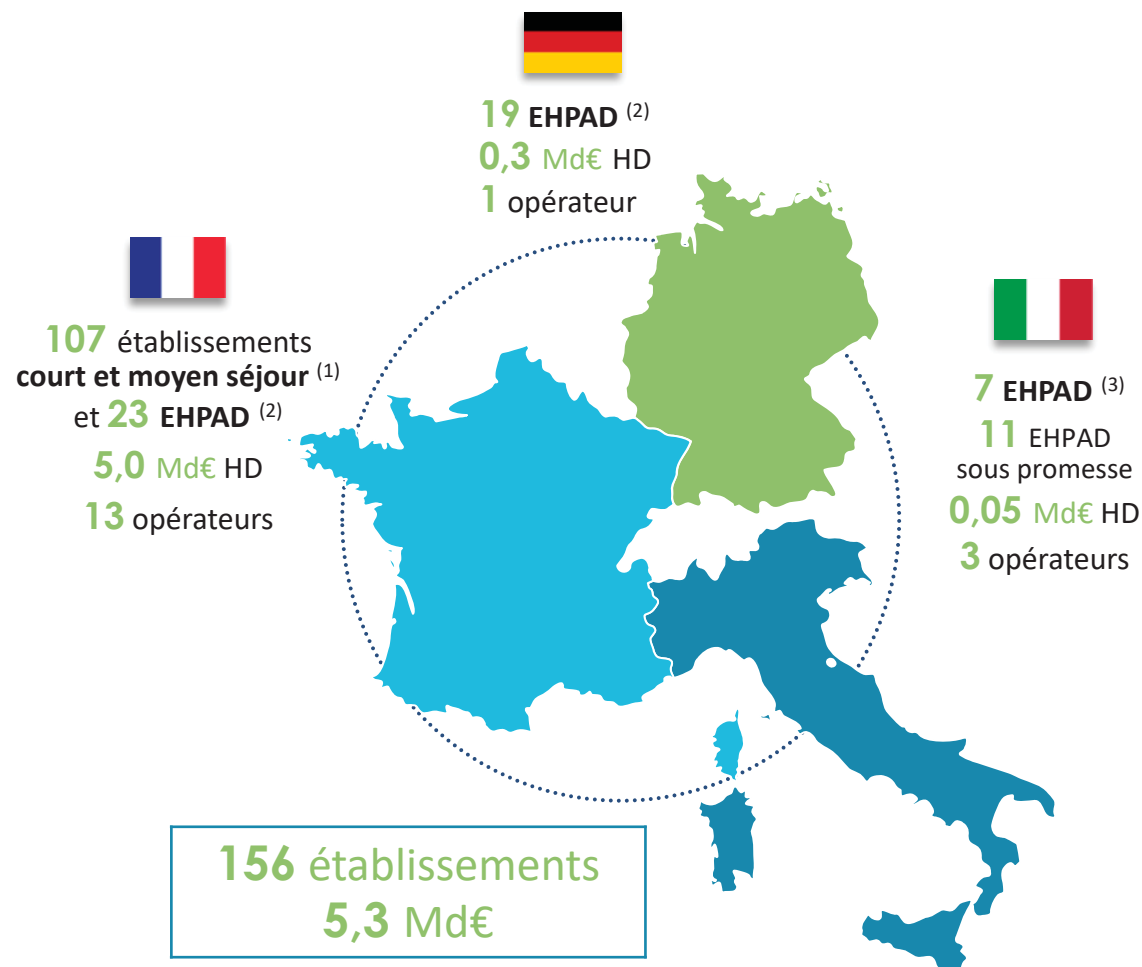 19 EHPAD (2)
0,3 Md€ HD
1 opérateur
107 établissements
court et moyen séjour (1)
et 23 EHPAD (2)
5,0 Md€ HD
13 opérateurs
7 EHPAD (3)
11 EHPAD
sous promesse
0,05 Md€ HD
3 opérateurs
156 établissements
5,3 Md€